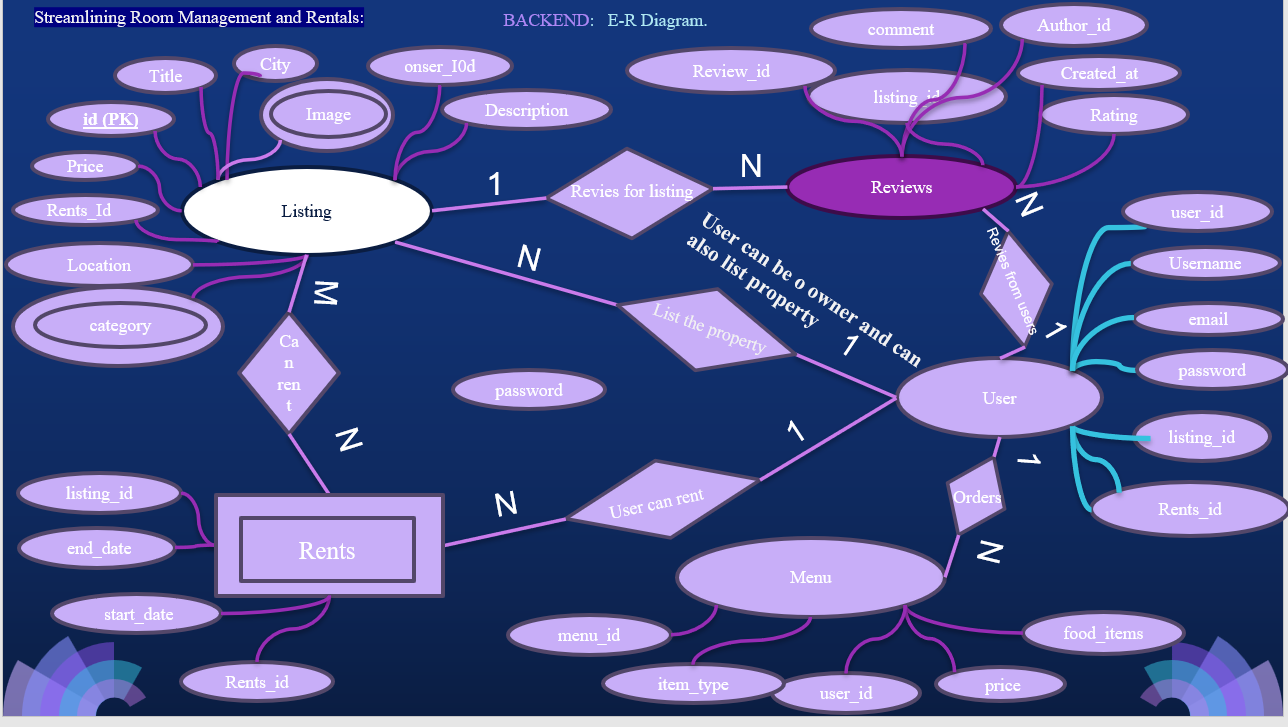 Streamlining Room Management and Rentals:
BACKEND:   E-R Diagram.
comment
Author_id
City
Title
onser_I0d
Review_id
Created_at
listing_id
id (PK)
Image
Description
Rating
Price
1
Revies for listing
N
Reviews
Rents_Id
Listing
N
user_id
User can be o owner and can
also list property
Revies from users
Location
N
Username
M
category
List the property
1
1
email
Ca
n
ren
t
password
password
User
N
1
listing_id
1
listing_id
N
User can rent
Orders
Rents_id
end_date
Rents
N
Menu
start_date
menu_id
food_items
Rents_id
item_type
user_id
price